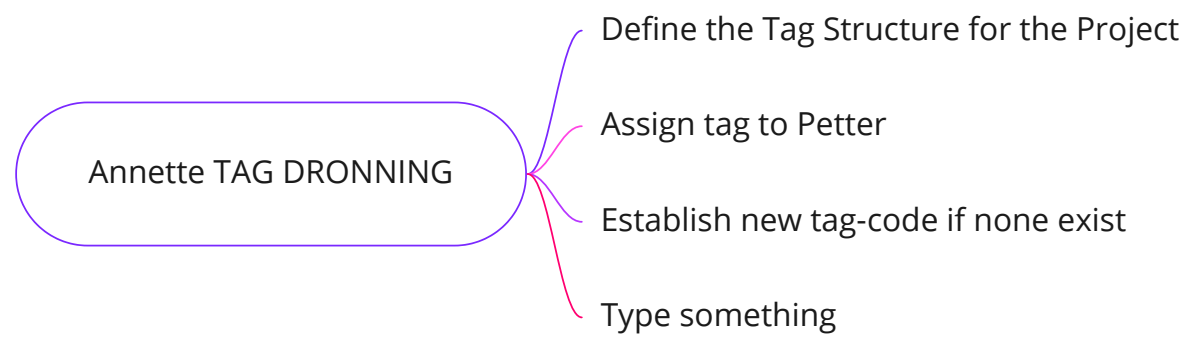 Annette TAG DRONNING
Define the Tag Structure for the Project
Assign tag to Petter
Establish new tag-code if none exist
Type something